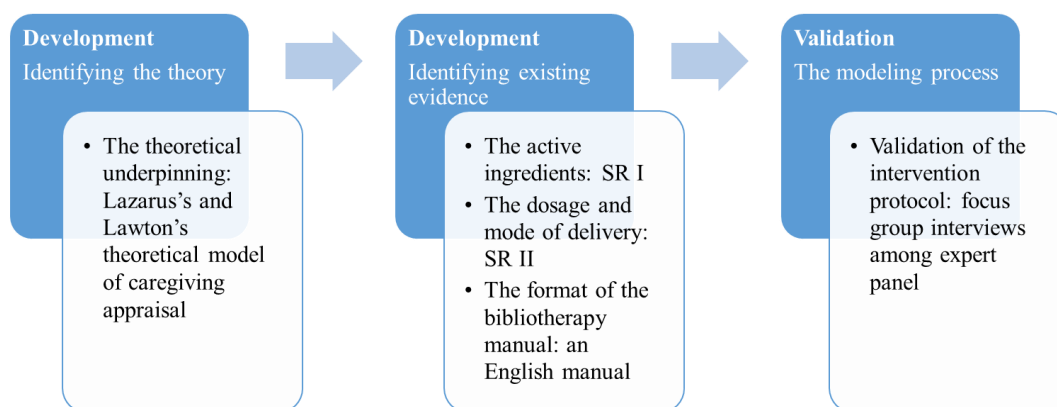 Development
Identifying the theory
• The theoretical
underpinning:
Lazarus's and
Lawton's
theoretical model
of caregiving
appraisal
Development
Identifying existing
evidence
• The active
ingredients: SR I
• The dosage and
mode of delivery:
SR II
• The format of the
bibliotherapy
manual: an
English manual
Validation
The modeling process
• Validation of the
intervention
protocol: focus
group interviews
among expert
panel